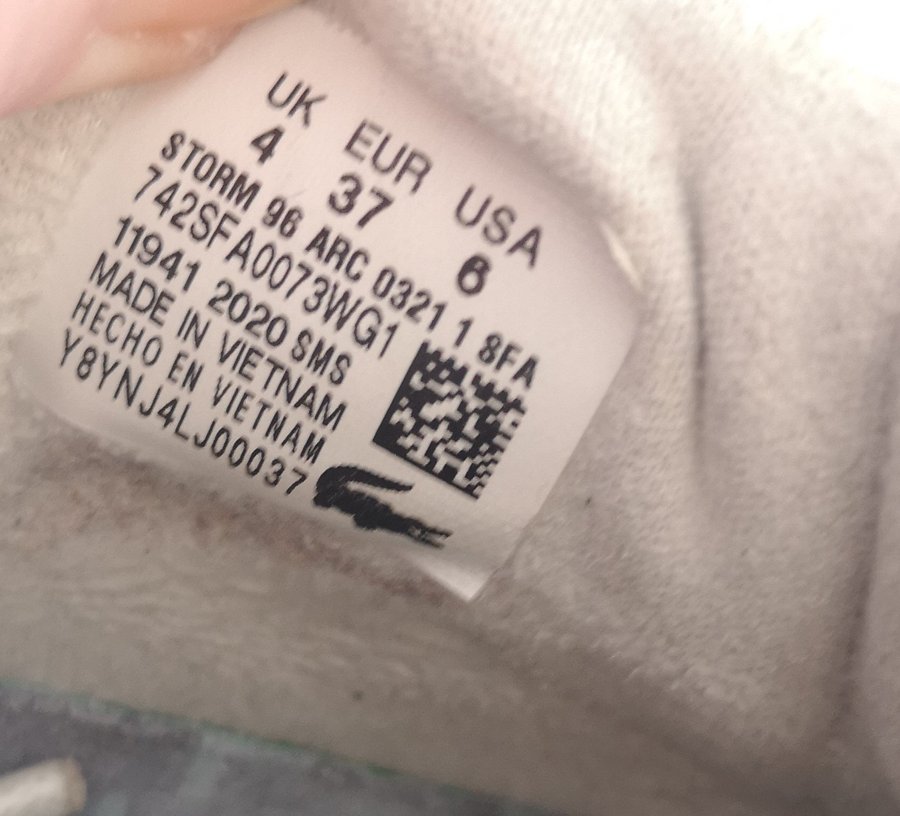 UK EUR USA
4 37 6
STORM 96 ARC 0321 1 SFA
742SFA0073WG1
11941 2020 SMS
MADE IN VIETNAM
HECHO EN VIETNAM
Y8YNJ4LJ00037